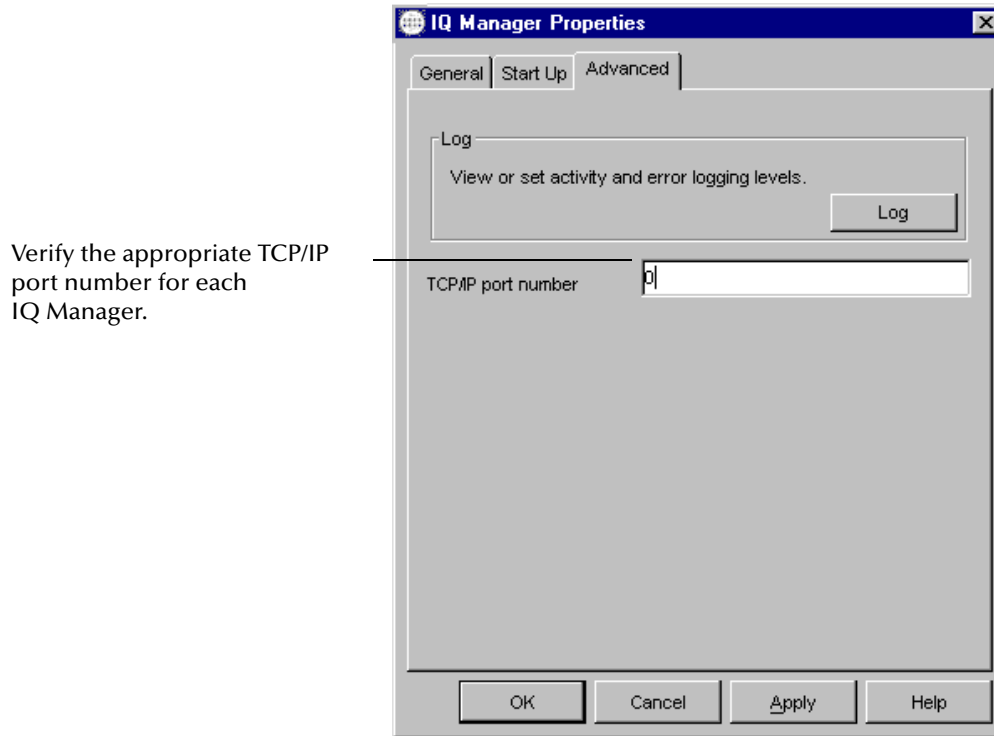 IQ Manager Properties
General
Start Up
Advanced
Log
View or set activity and error logging levels.
Log
Verify the appropriate TCP/IP
port number for each
IQ Manager.
TCP/IP port number
0
OK
Cancel
Apply
Help